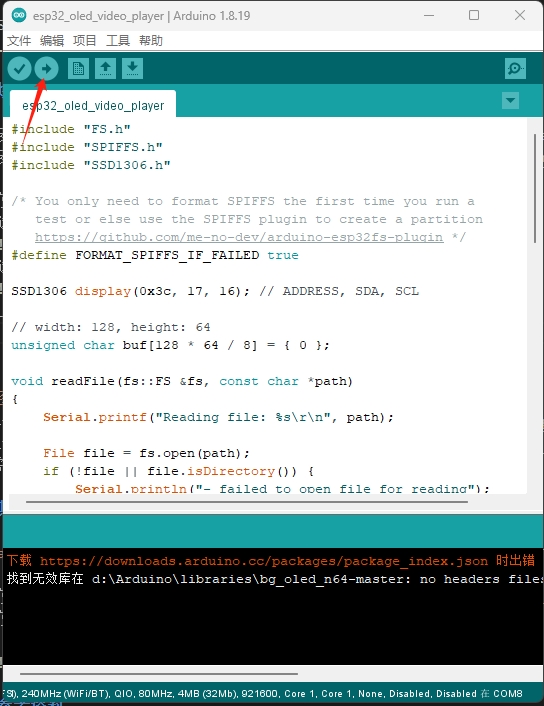 esp32_oled_video_player | Arduino 1.8.19
文件 编辑 项目 工具 帮助
esp32_oled_video_player
#include "FS.h"
#include "SPIFFS.h"
#include "SSD1306.h"
/* You only need to format SPIFFS the first time you run a
test or else use the SPIFFS plugin to create a partition
https://github.com/me-no-dev/arduino-esp32fs-plugin */
#define FORMAT_SPIFFS_IF_FAILED true
SSD1306 display(0x3c, 17, 16); // ADDRESS, SDA, SCL
// width: 128, height: 64
unsigned char buf[128 * 64 / 8] = { 0 };
void readFile(fs::FS &fs, const char *path)
{
Serial.printf("Reading file: %s\r\n", path);
File file = fs.open(path);
if (!file || file.isDirectory()) {
Serial.println("- failed to open file for reading");
下载 https://downloads.arduino.cc/packages/package_index.json 时出错
找到无效库在 d:\Arduino\libraries\bg_oled_n64-master: no headers files
240MHz (WiFi/BT), QIO, 80MHz, 4MB (32Mb), 921600, Core 1, Core 1, None, Disabled, Disabled 在 COM8